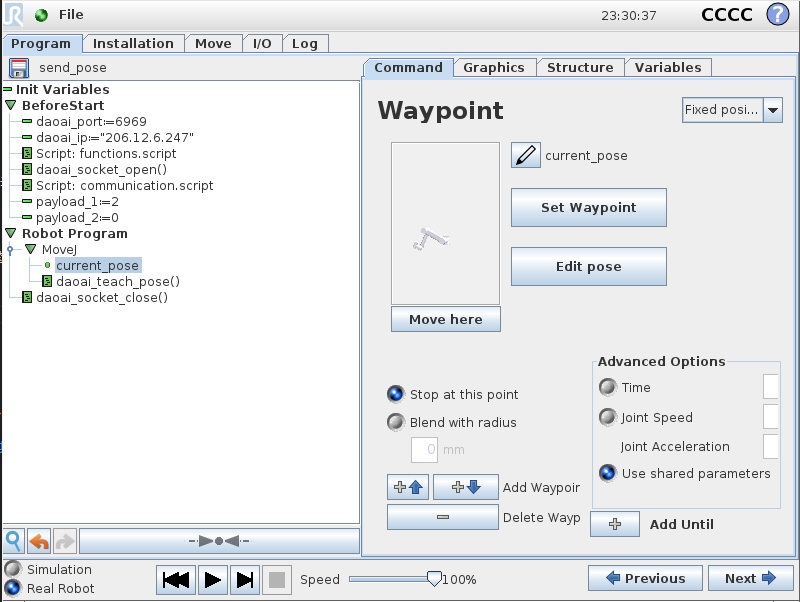 File
23:30:37
CCCC
?
Program
Installation
Move
I/O
Log
send_pose
Command
Graphics
Structure
Variables
Init Variables
BeforeStart
daoai_port:=6969
daoai_ip:="206.12.6.247"
Script: functions.script
daoai_socket_open()
Script: communication.script
payload_1:=2
payload_2:=0
Robot Program
MoveJ
current_pose
daoai_teach_pose()
daoai_socket_close()
Waypoint
Fixed posi...
current_pose
Set Waypoint
Edit pose
Move here
Stop at this point
Blend with radius
0 mm
Add Waypoir
Delete Wayp
Advanced Options
Time
Joint Speed
Joint Acceleration
Use shared parameters
Add Until
Simulation
Real Robot
Speed
100%
Previous
Next